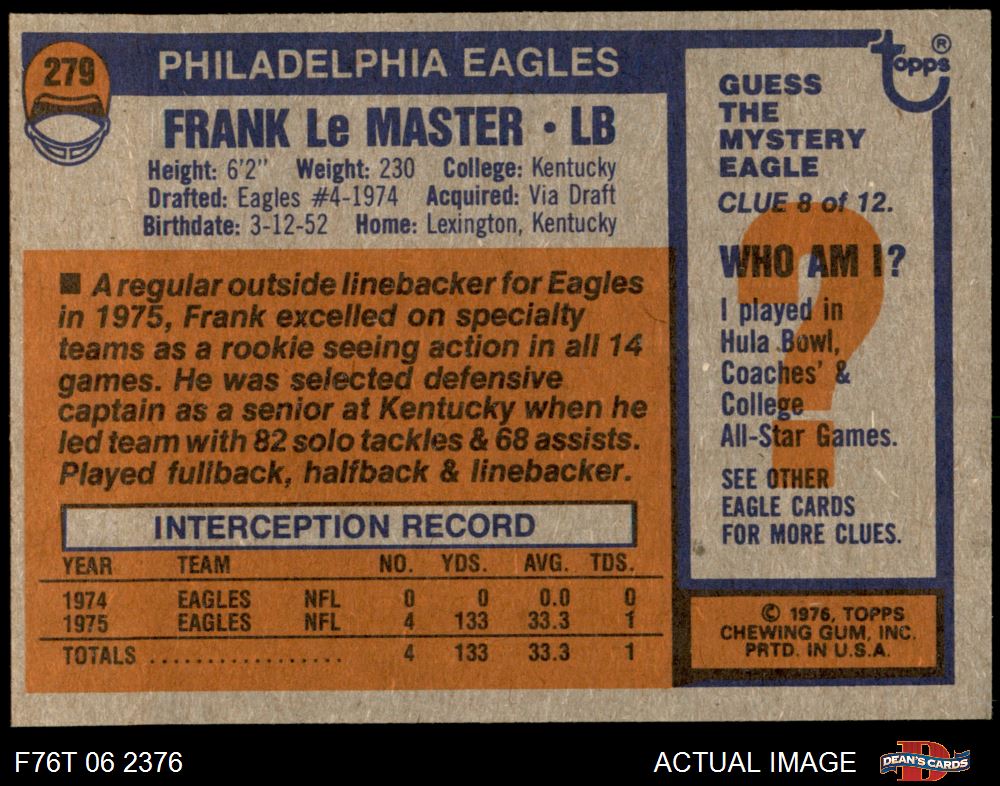 279
PHILADELPHIA EAGLES
FRANK Le MASTER • LB
Height: 6'2" Weight: 230 College: Kentucky
Drafted: Eagles #4-1974 Acquired: Via Draft
Birthdate: 3-12-52 Home: Lexington, Kentucky
■ A regular outside linebacker for Eagles
in 1975, Frank excelled on specialty
teams as a rookie seeing action in all 14
games. He was selected defensive
captain as a senior at Kentucky when he
led team with 82 solo tackles & 68 assists.
Played fullback, halfback & linebacker.
INTERCEPTION RECORD
YEAR TEAM NO. YDS. AVG. TDS.
1974 EAGLES NFL 0 0 0.0 0
1975 EAGLES NFL 4 133 33.3 1
TOTALS .................. 4 133 33.3 1
topps ®
GUESS
THE
MYSTERY
EAGLE
CLUE 8 of 12.
?
WHO AM I?
I played in
Hula Bowl,
Coaches' &
College
All-Star Games.
SEE OTHER
EAGLE CARDS
FOR MORE CLUES.
© 1976, TOPPS
CHEWING GUM, INC.
PRTD. IN U.S.A.
F76T 06 2376
ACTUAL IMAGE
D
DEAN'S CARDS